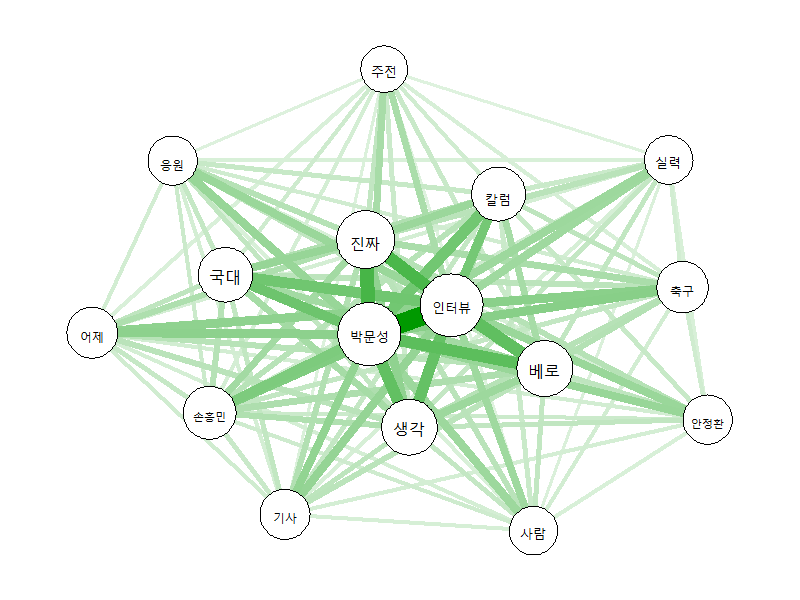 주전
응원
실력
칼럼
진짜
국대
축구
인터뷰
어제
박문성
베로
손흥민
안정환
생각
기사
사람